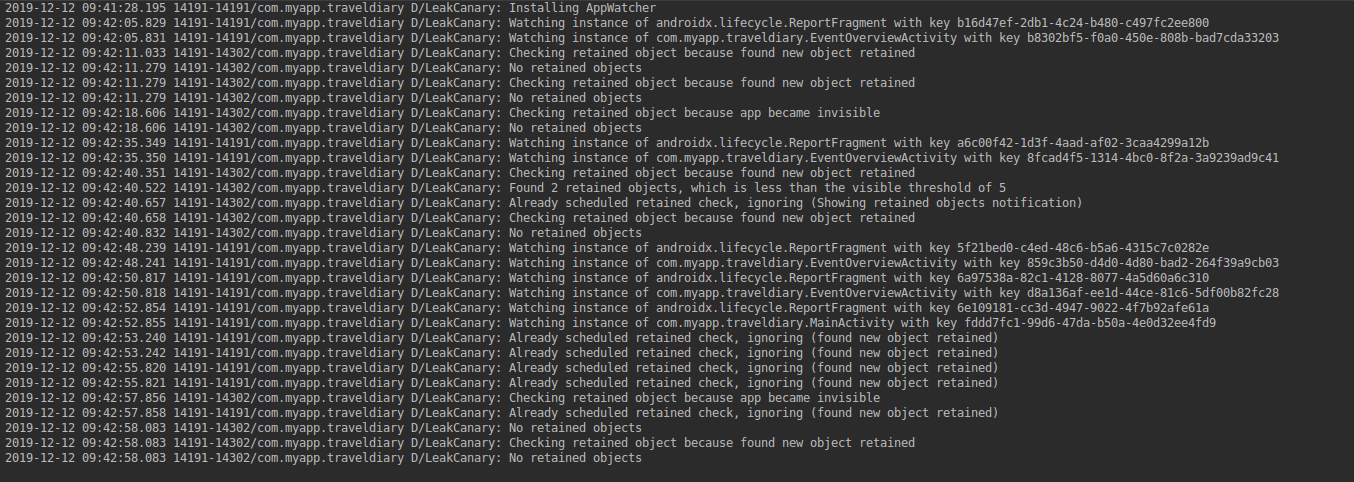 2019-12-12 09:41:28.195 14191-14191/com.myapp.traveldiary D/LeakCanary: Installing AppWatcher
2019-12-12 09:42:05.829 14191-14191/com.myapp.traveldiary D/LeakCanary: Watching instance of androidx.lifecycle.ReportFragment with key b16d47ef-2db1-4c24-b480-c497fc2ee800
2019-12-12 09:42:05.831 14191-14191/com.myapp.traveldiary D/LeakCanary: Watching instance of com.myapp.traveldiary.EventOverviewActivity with key b8302bf5-f0a0-450e-808b-bad7cda33203
2019-12-12 09:42:11.033 14191-14302/com.myapp.traveldiary D/LeakCanary: Checking retained object because found new object retained
2019-12-12 09:42:11.279 14191-14302/com.myapp.traveldiary D/LeakCanary: No retained objects
2019-12-12 09:42:11.279 14191-14302/com.myapp.traveldiary D/LeakCanary: Checking retained object because found new object retained
2019-12-12 09:42:11.279 14191-14302/com.myapp.traveldiary D/LeakCanary: No retained objects
2019-12-12 09:42:18.606 14191-14302/com.myapp.traveldiary D/LeakCanary: Checking retained object because app became invisible
2019-12-12 09:42:18.606 14191-14302/com.myapp.traveldiary D/LeakCanary: No retained objects
2019-12-12 09:42:35.349 14191-14191/com.myapp.traveldiary D/LeakCanary: Watching instance of androidx.lifecycle.ReportFragment with key a6c00f42-1d3f-4aad-af02-3caa4299a12b
2019-12-12 09:42:35.350 14191-14191/com.myapp.traveldiary D/LeakCanary: Watching instance of com.myapp.traveldiary.EventOverviewActivity with key 8fcad4f5-1314-4bc0-8f2a-3a9239ad9c41
2019-12-12 09:42:40.351 14191-14302/com.myapp.traveldiary D/LeakCanary: Checking retained object because found new object retained
2019-12-12 09:42:40.522 14191-14302/com.myapp.traveldiary D/LeakCanary: Found 2 retained objects, which is less than the visible threshold of 5
2019-12-12 09:42:40.657 14191-14302/com.myapp.traveldiary D/LeakCanary: Already scheduled retained check, ignoring (Showing retained objects notification)
2019-12-12 09:42:40.658 14191-14302/com.myapp.traveldiary D/LeakCanary: Checking retained object because found new object retained
2019-12-12 09:42:40.832 14191-14302/com.myapp.traveldiary D/LeakCanary: No retained objects
2019-12-12 09:42:48.239 14191-14191/com.myapp.traveldiary D/LeakCanary: Watching instance of androidx.lifecycle.ReportFragment with key 5f21bed0-c4ed-48c6-b5a6-4315c7c0282e
2019-12-12 09:42:48.241 14191-14191/com.myapp.traveldiary D/LeakCanary: Watching instance of com.myapp.traveldiary.EventOverviewActivity with key 859c3b50-d4d0-4d80-bad2-264f39a9cb03
2019-12-12 09:42:50.817 14191-14191/com.myapp.traveldiary D/LeakCanary: Watching instance of androidx.lifecycle.ReportFragment with key 6a97538a-82c1-4128-8077-4a5d60a6c310
2019-12-12 09:42:50.818 14191-14191/com.myapp.traveldiary D/LeakCanary: Watching instance of com.myapp.traveldiary.EventOverviewActivity with key d8a136af-ee1d-44ce-81c6-5df00b82fc28
2019-12-12 09:42:52.854 14191-14191/com.myapp.traveldiary D/LeakCanary: Watching instance of androidx.lifecycle.ReportFragment with key 6e109181-cc3d-4947-9022-4f7b92afe61a
2019-12-12 09:42:52.855 14191-14191/com.myapp.traveldiary D/LeakCanary: Watching instance of com.myapp.traveldiary.MainActivity with key fddd7fc1-99d6-47da-b50a-4e0d32ee4fd9
2019-12-12 09:42:53.240 14191-14191/com.myapp.traveldiary D/LeakCanary: Already scheduled retained check, ignoring (found new object retained)
2019-12-12 09:42:53.242 14191-14191/com.myapp.traveldiary D/LeakCanary: Already scheduled retained check, ignoring (found new object retained)
2019-12-12 09:42:55.820 14191-14191/com.myapp.traveldiary D/LeakCanary: Already scheduled retained check, ignoring (found new object retained)
2019-12-12 09:42:55.821 14191-14191/com.myapp.traveldiary D/LeakCanary: Already scheduled retained check, ignoring (found new object retained)
2019-12-12 09:42:57.856 14191-14302/com.myapp.traveldiary D/LeakCanary: Checking retained object because app became invisible
2019-12-12 09:42:57.858 14191-14191/com.myapp.traveldiary D/LeakCanary: Already scheduled retained check, ignoring (found new object retained)
2019-12-12 09:42:58.083 14191-14302/com.myapp.traveldiary D/LeakCanary: No retained objects
2019-12-12 09:42:58.083 14191-14302/com.myapp.traveldiary D/LeakCanary: Checking retained object because found new object retained
2019-12-12 09:42:58.083 14191-14302/com.myapp.traveldiary D/LeakCanary: No retained objects